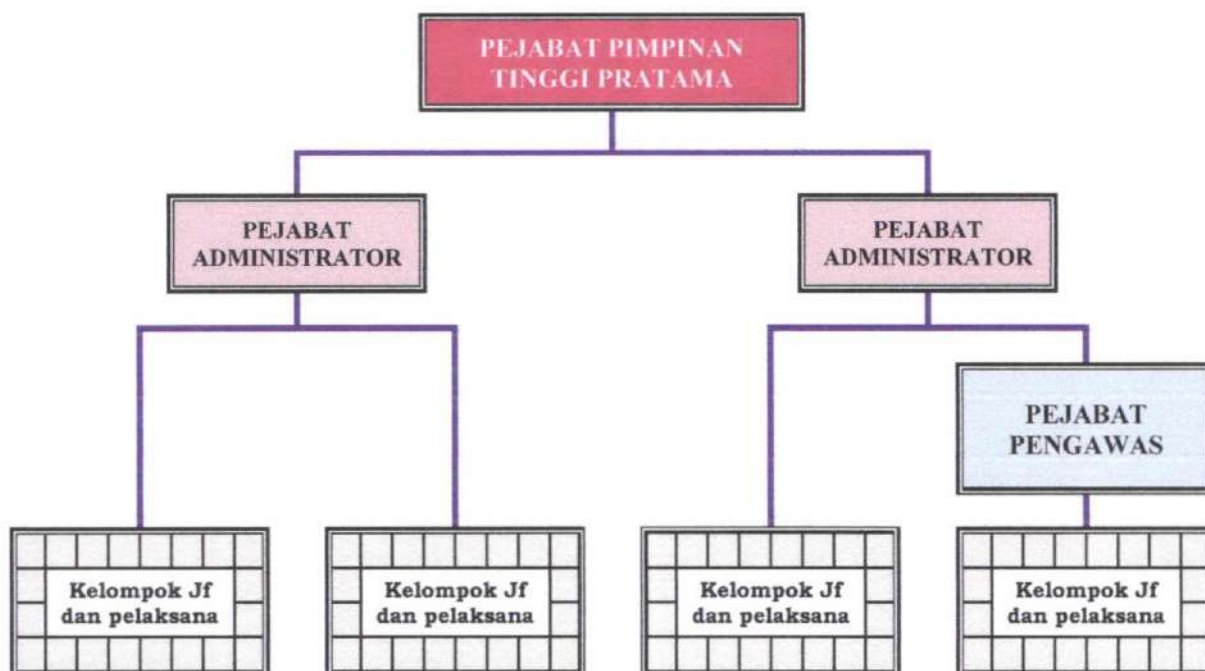 PEJABAT PIMPINAN
TINGGI PRATAMA
PEJABAT
ADMINISTRATOR
PEJABAT
ADMINISTRATOR
PEJABAT
PENGAWAS
Kelompok Jf
dan pelaksana
Kelompok Jf
dan pelaksana
Kelompok Jf
dan pelaksana
Kelompok Jf
dan pelaksana